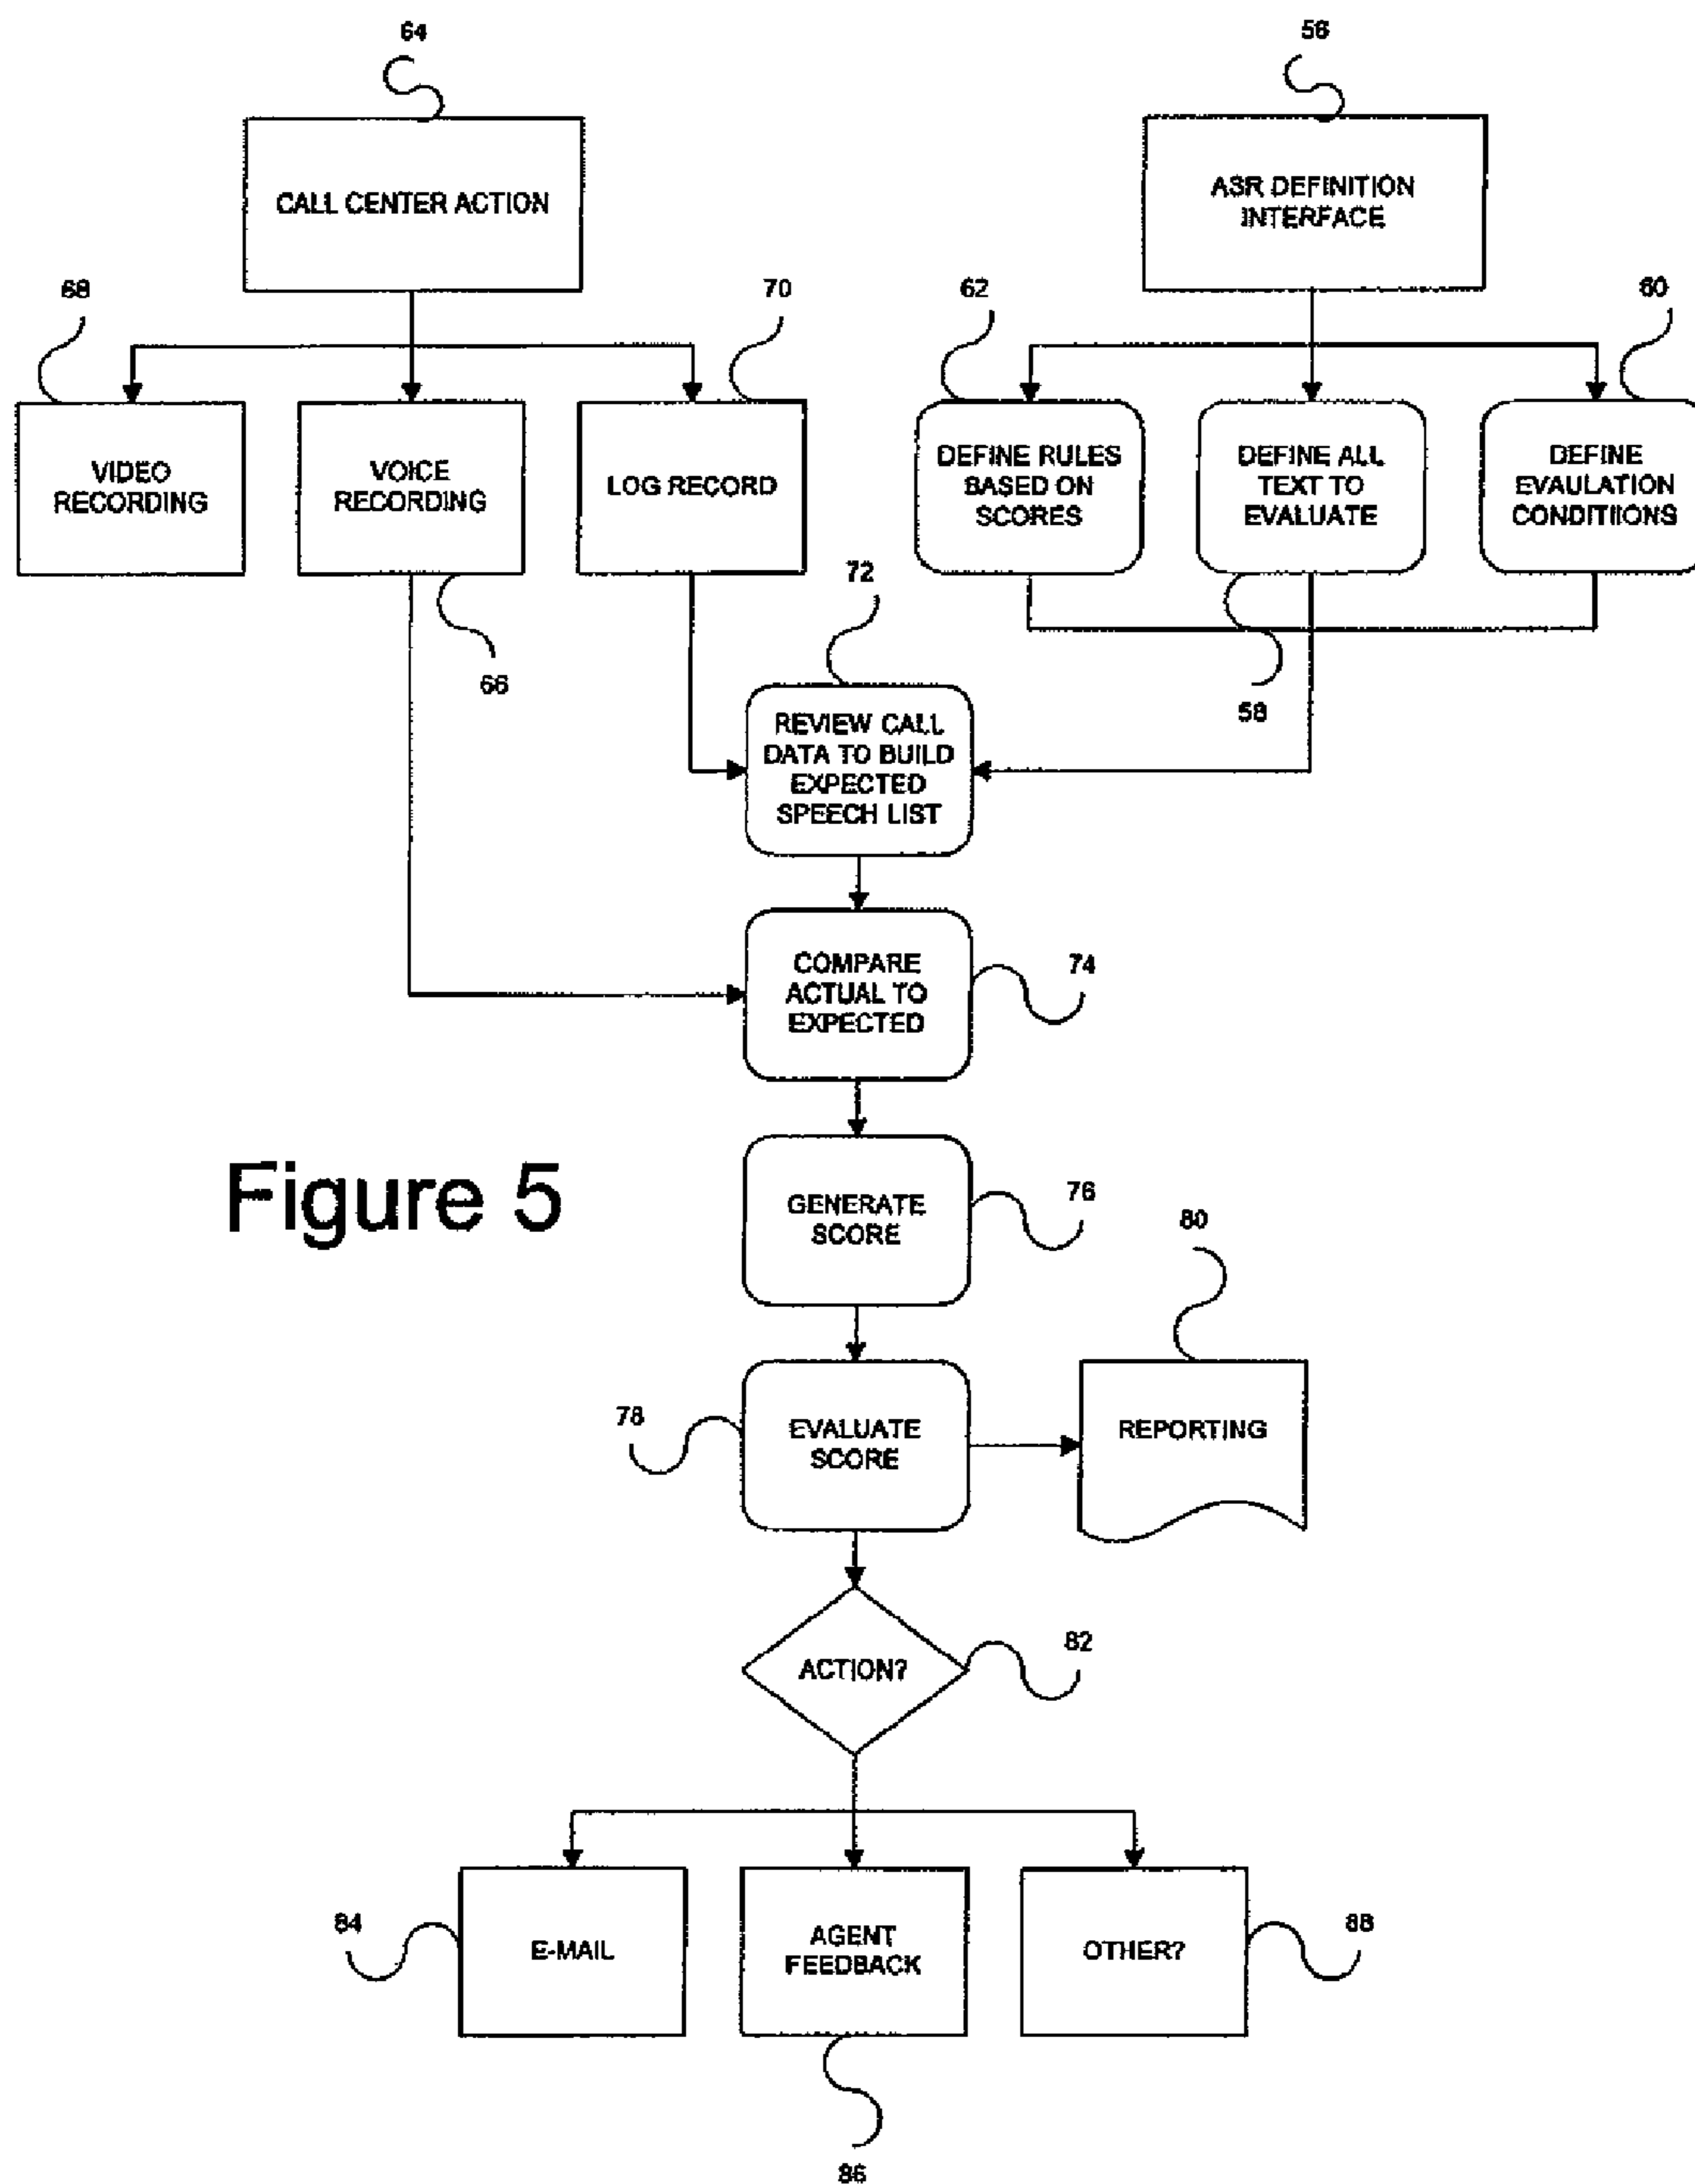 64
56
CALL CENTER ACTION
ASR DEFINITION
INTERFACE
68
70
62
60
VIDEO
RECORDING
VOICE
RECORDING
LOG RECORD
DEFINE RULES
BASED ON
SCORES
DEFINE ALL
TEXT TO
EVALUATE
DEFINE
EVAULATION
CONDITIIONS
72
66
58
REVIEW CALL
DATA TO BUILD
EXPECTED
SPEECH LIST
COMPARE
ACTUAL TO
EXPECTED
74
Figure 5
GENERATE
SCORE
76
80
78
EVALUATE
SCORE
REPORTING
ACTION?
82
84
E-MAIL
AGENT
FEEDBACK
OTHER?
88
86